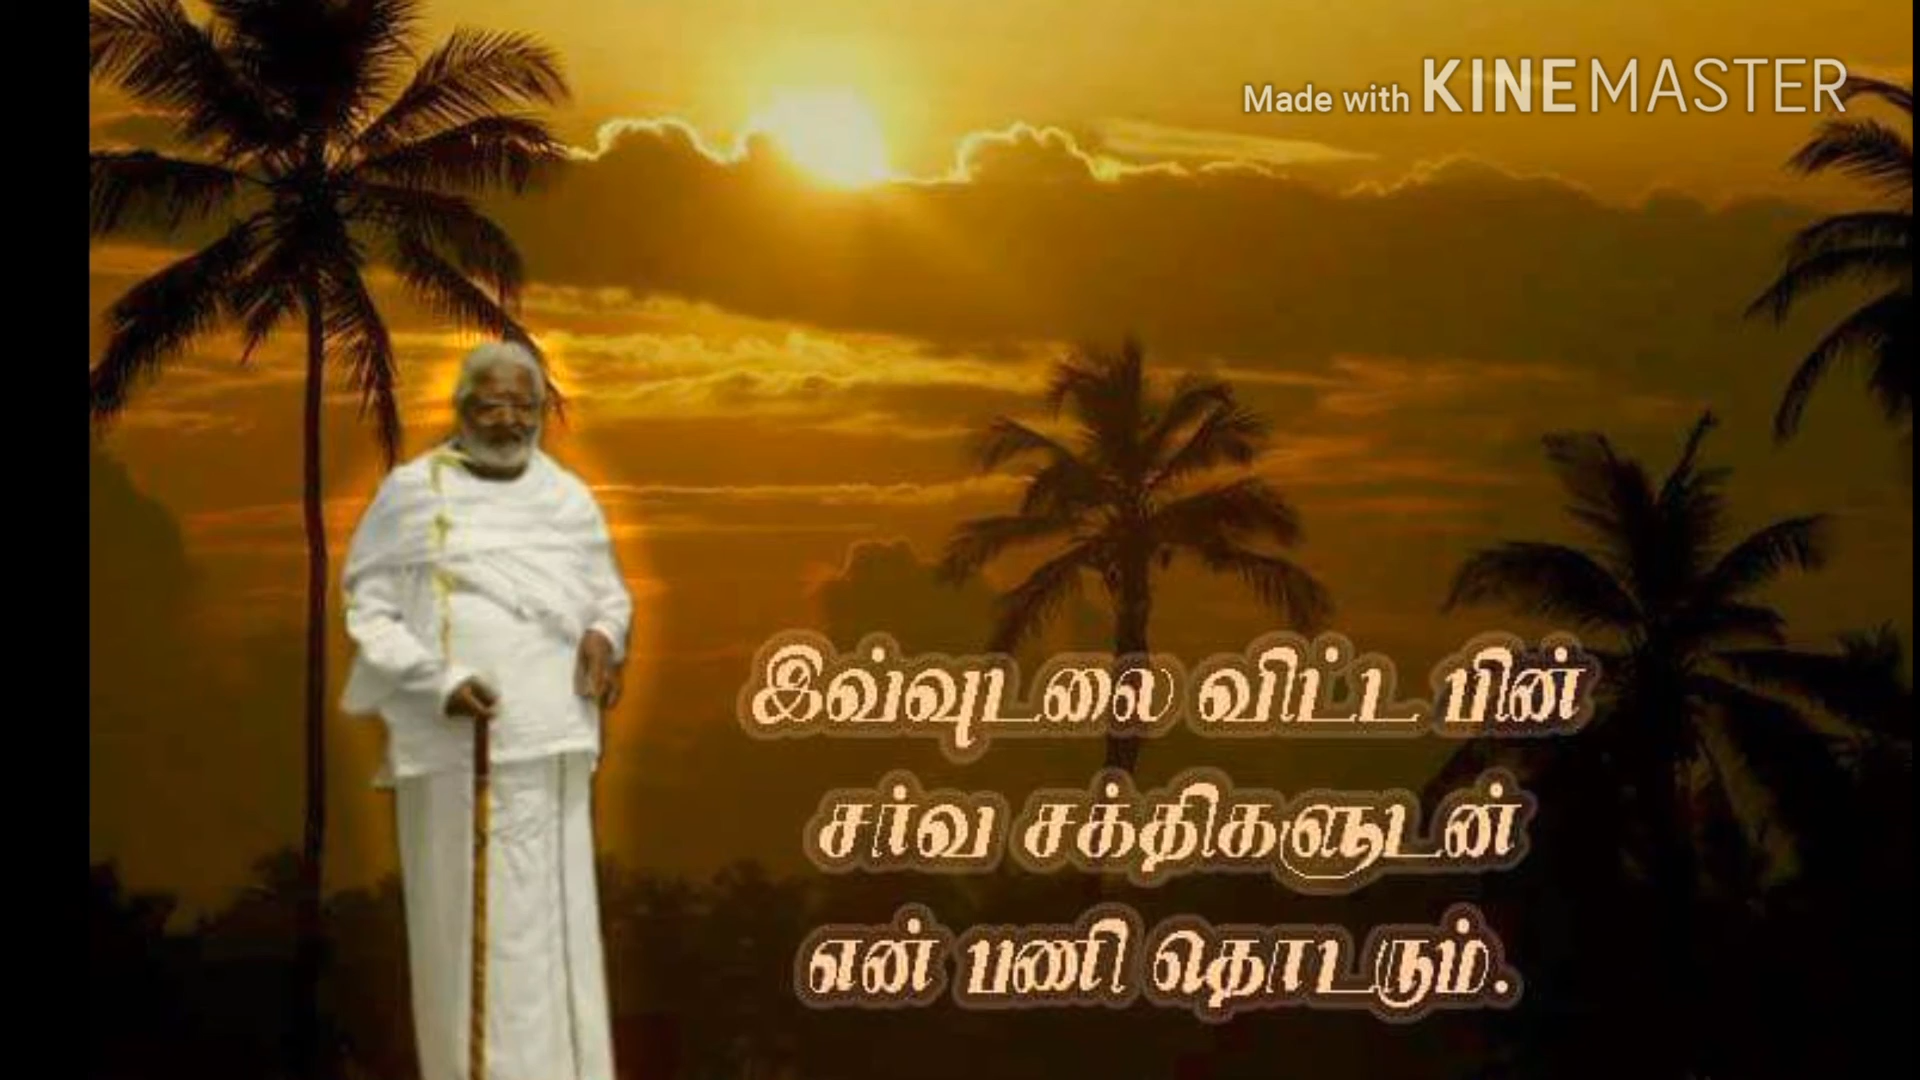 Made with KINEMASTER
இவ்வுடலை விட்ட பின்
சர்வ சக்திகளுடன்
என் பணி தொடரும்.